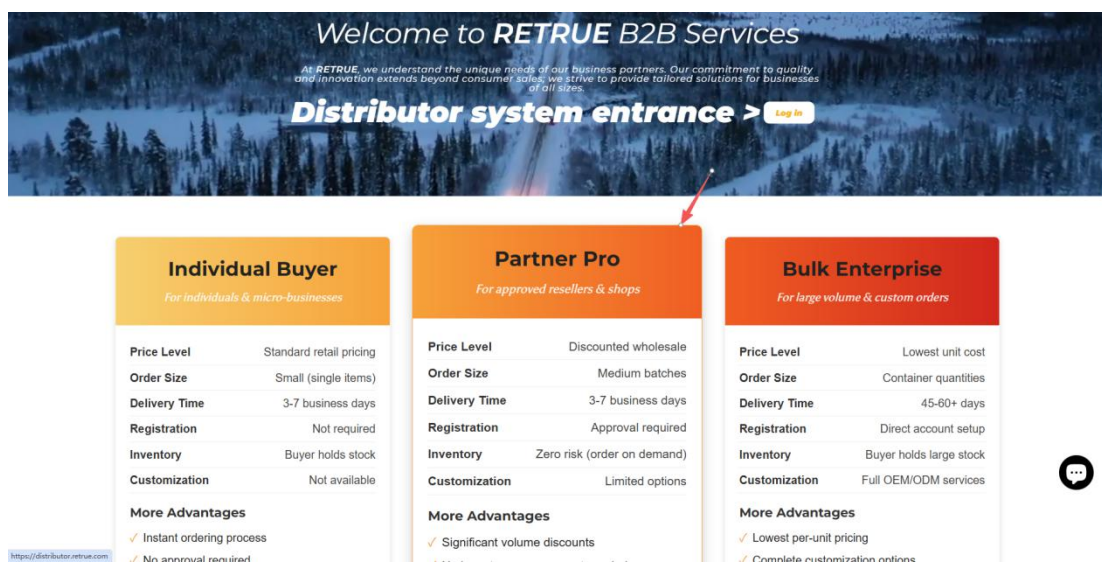 Welcome to RETRUE B2B Services
At RETRUE, we understand the unique needs of our business partners. Our commitment to quality
and innovation extends beyond consumer sales; we strive to provide tailored solutions for businesses
of all sizes.
Distributor system entrance > Log in
Individual Buyer
For individuals & micro-businesses
Price Level Standard retail pricing
Order Size Small (single items)
Delivery Time 3-7 business days
Registration Not required
Inventory Buyer holds stock
Customization Not available
More Advantages
✓ Instant ordering process
✓ No approval required
Partner Pro
For approved resellers & shops
Price Level Discounted wholesale
Order Size Medium batches
Delivery Time 3-7 business days
Registration Approval required
Inventory Zero risk (order on demand)
Customization Limited options
More Advantages
✓ Significant volume discounts
Bulk Enterprise
For large volume & custom orders
Price Level Lowest unit cost
Order Size Container quantities
Delivery Time 45-60+ days
Registration Direct account setup
Inventory Buyer holds large stock
Customization Full OEM/ODM services
More Advantages
✓ Lowest per-unit pricing
✓ Complete customization options
https://distributor.retrue.com